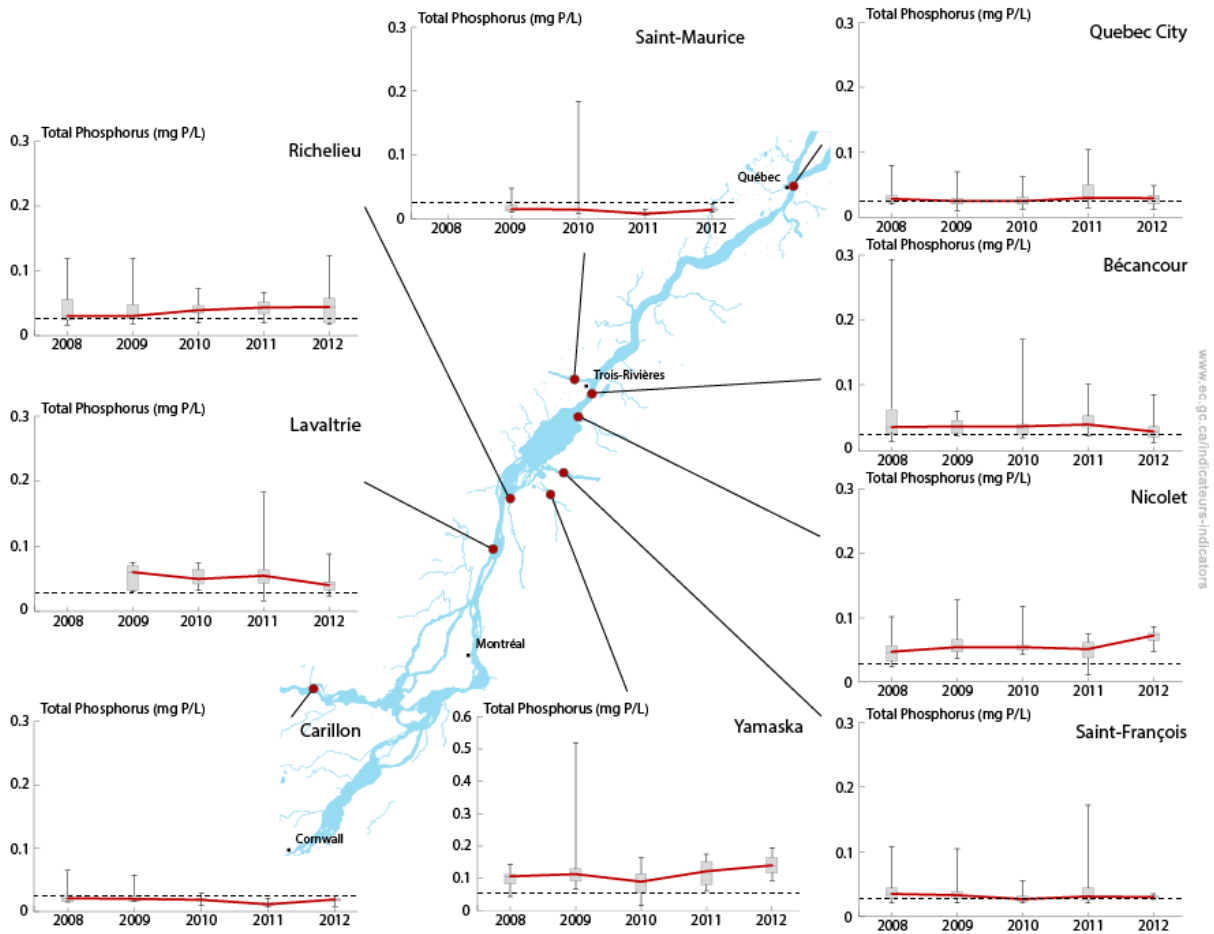 Total Phosphorus (mg P/L)
Saint-Maurice
0.3
0.2
0.1
0
2008 2009 2010 2011 2012
Total Phosphorus (mg P/L)
Quebec City
0.3
0.2
0.1
0
2008 2009 2010 2011 2012
Total Phosphorus (mg P/L)
Richelieu
0.3
0.2
0.1
0
2008 2009 2010 2011 2012
Total Phosphorus (mg P/L)
Bécancour
0.3
0.2
0.1
0
2008 2009 2010 2011 2012
Total Phosphorus (mg P/L)
Lavaltrie
0.3
0.2
0.1
0
2008 2009 2010 2011 2012
Total Phosphorus (mg P/L)
Nicolet
0.3
0.2
0.1
0
2008 2009 2010 2011 2012
Total Phosphorus (mg P/L)
Carillon
0.3
0.2
0.1
0
2008 2009 2010 2011 2012
Total Phosphorus (mg P/L)
Yamaska
0.6
0.5
0.4
0.3
0.2
0.1
0
2008 2009 2010 2011 2012
Total Phosphorus (mg P/L)
Saint-François
0.3
0.2
0.1
0
2008 2009 2010 2011 2012
Québec
Trois-Rivières
Montréal
Cornwall
www.ec.gc.ca/indicateurs-indicators